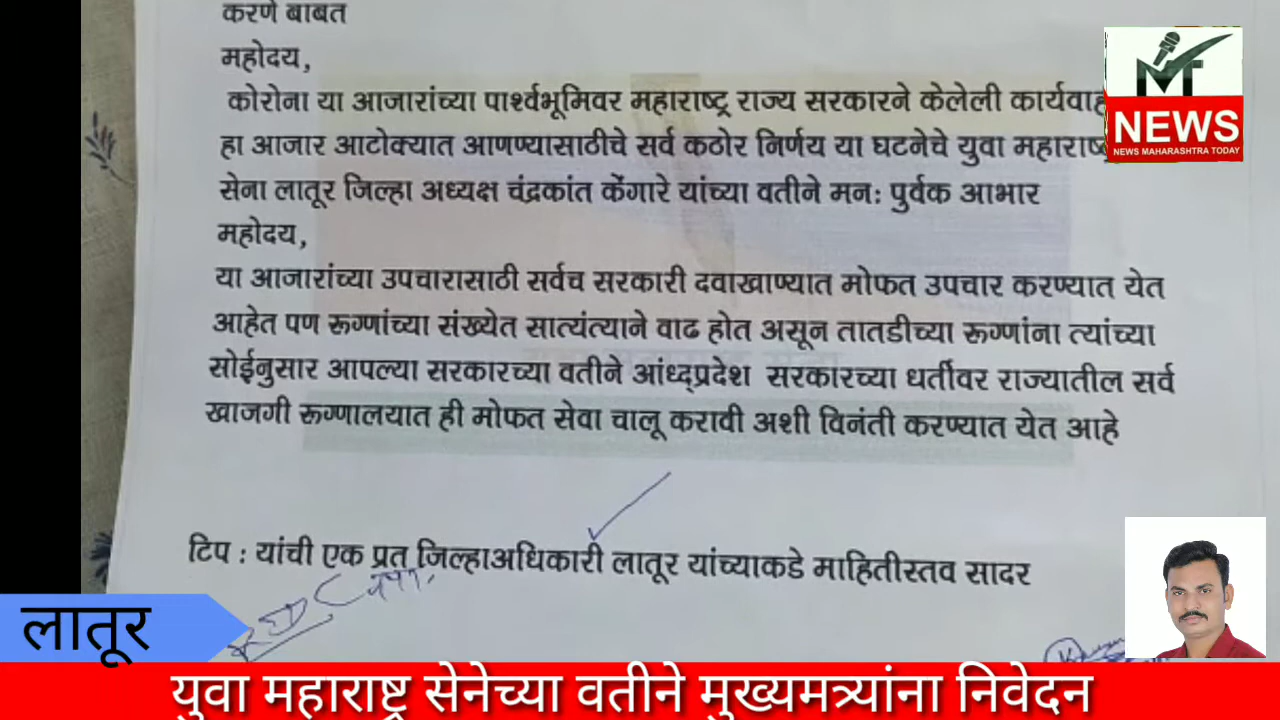 करणे बाबत
महोदय,
कोरोना या आजारांच्या पार्श्वभूमिवर महाराष्ट्र राज्य सरकारने केलेली
हा आजार आटोक्यात आणण्यासाठीचे सर्व कठोर निर्णय या घटनेचे युवा
सेना लातूर जिल्हा अध्यक्ष चंद्रकांत केंगारे यांच्या वतीने मन: पुर्वक आभार
महोदय,
या आजारांच्या उपचारासाठी सर्वच सरकारी दवाखाण्यात मोफत उपचार करण्यात येत
आहेत पण रूग्णांच्या संख्येत सात्यंत्याने वाढ होत असून तातडीच्या रूग्णांना त्यांच्या
सोईनुसार आपल्या सरकारच्या वतीने आंध्द्प्रदेश सरकारच्या धर्तीवर राज्यातील सर्व
खाजगी रूग्णालयात ही मोफत सेवा चालू करावी अशी विनंती करण्यात येत आहे
टिप : यांची एक प्रत जिल्हाअधिकारी लातूर यांच्याकडे माहितीस्तव सादर
MT
NEWS
NEWS MAHARASHTRA TODAY
लातूर
युवा महाराष्ट्र सेनेच्या वतीने मुख्यमत्र्यांना निवेदन